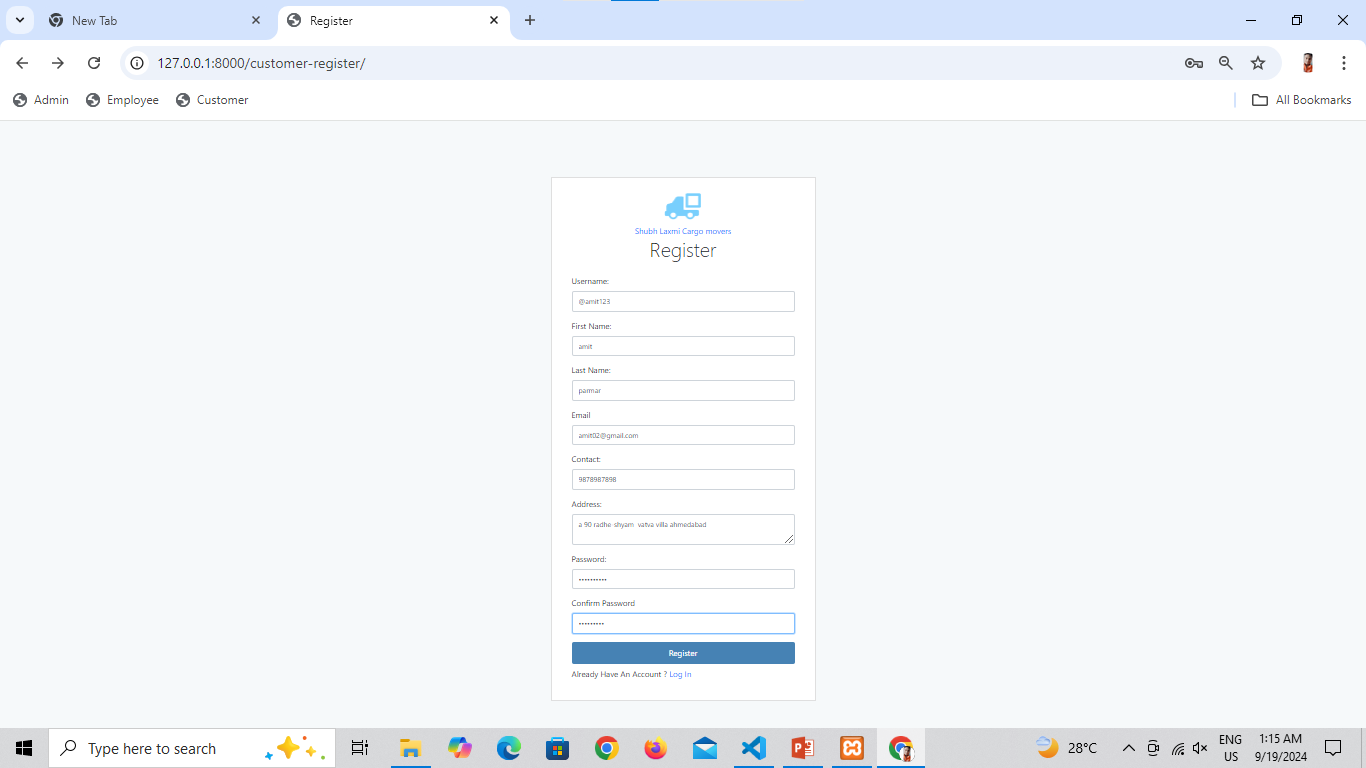 New Tab
Register
127.0.0.1:8000/customer-register/
Admin
Employee
Customer
All Bookmarks
Shubh Laxmi Cargo movers
Register
Username:
@amit123
First Name:
amit
Last Name:
parmar
Email
amit02@gmail.com
Contact:
9878987898
Address:
a 90 radhe shyam vatva villa ahmedabad
Password:
••••••••••
Confirm Password
•••••••••
Register
Already Have An Account ? Log In
Type here to search
28°C
ENG
US
1:15 AM
9/19/2024